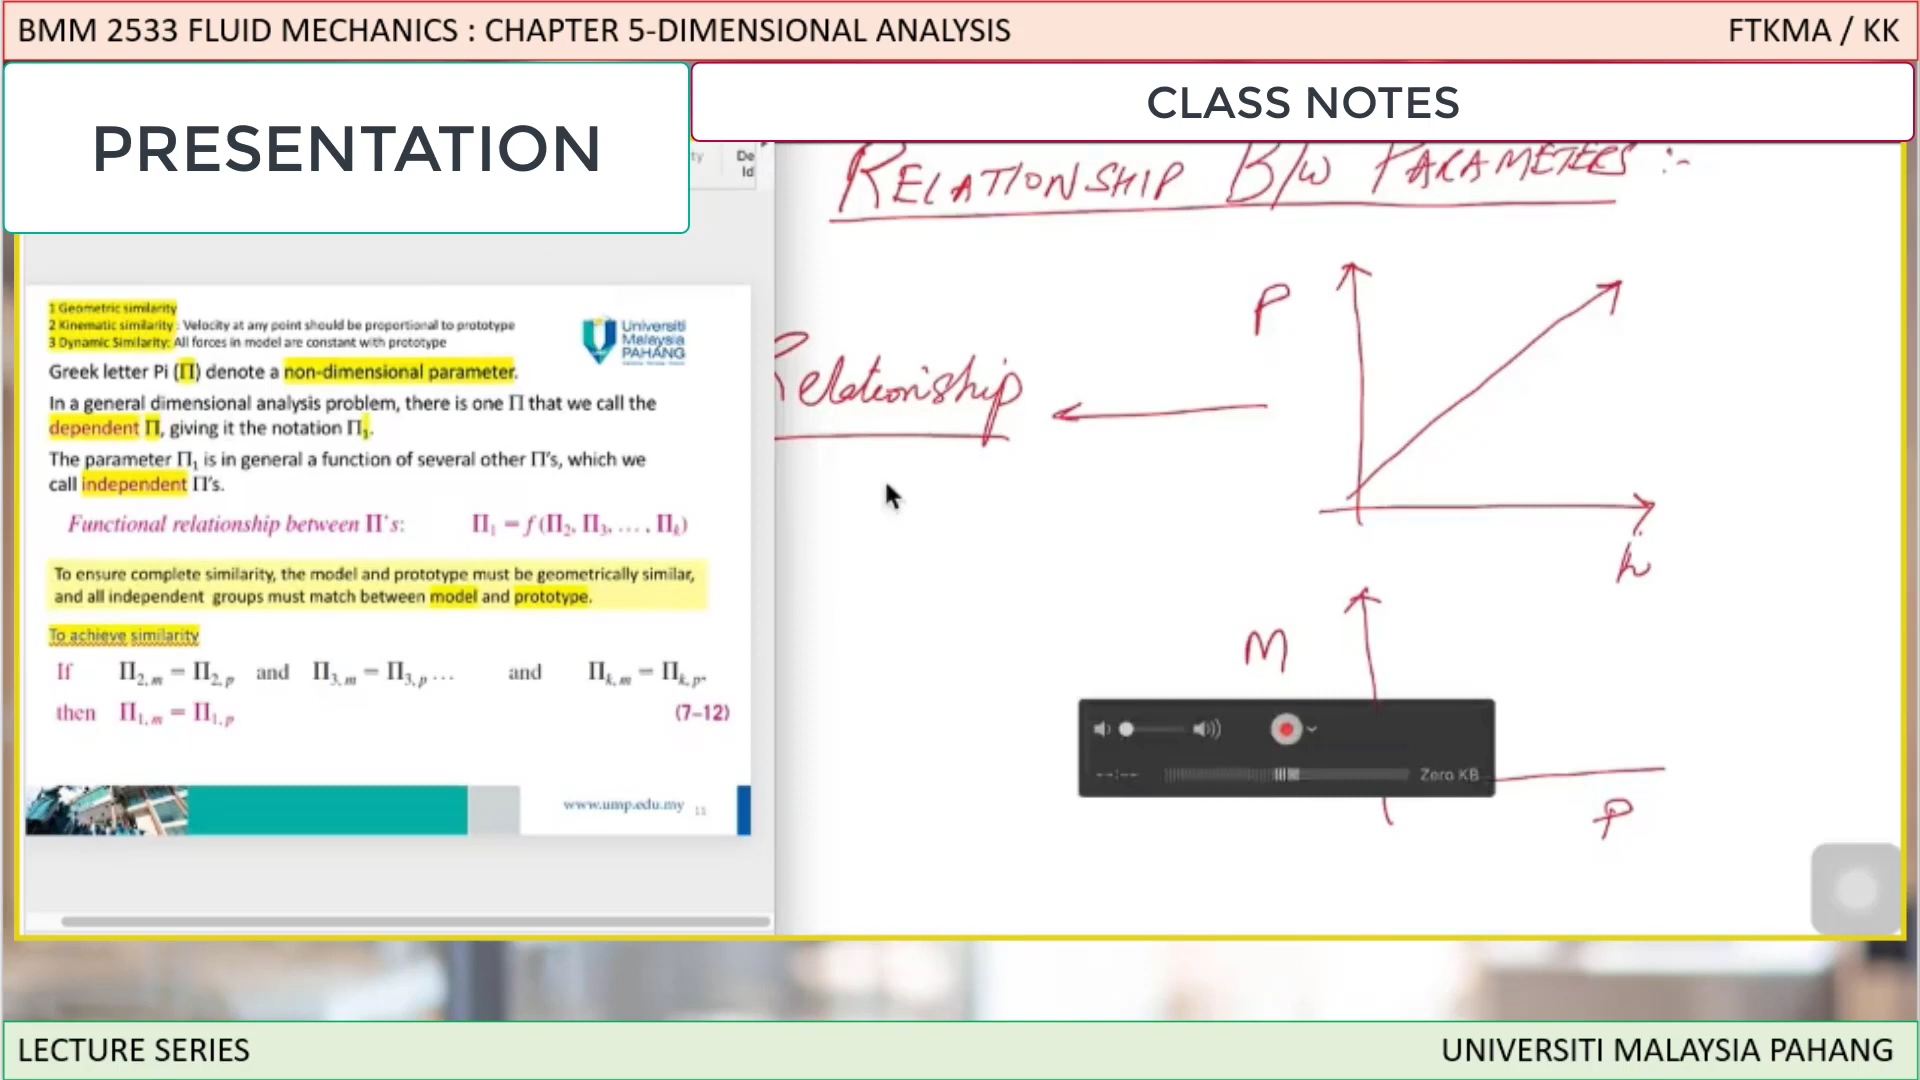 BMM 2533 FLUID MECHANICS : CHAPTER 5-DIMENSIONAL ANALYSIS
FTKMA / KK
PRESENTATION
CLASS NOTES
De
Id
1 Geometric similarity
2 Kinematic similarity : Velocity at any point should be proportional to prototype
3 Dynamic Similarity: All forces in model are constant with prototype
Universiti
Malaysia
PAHANG
Greek letter Pi (Π) denote a non-dimensional parameter.
In a general dimensional analysis problem, there is one Π that we call the
dependent Π, giving it the notation Π₁.
The parameter Π₁ is in general a function of several other Π's, which we
call independent Π's.
Functional relationship between Π's: Π₁ = f(Π₂, Π₃, …, Πₖ)
To ensure complete similarity, the model and prototype must be geometrically similar,
and all independent groups must match between model and prototype.
To achieve similarity
If Π₂,ₘ = Π₂,ₚ and Π₃,ₘ = Π₃,ₚ … and Πₖ,ₘ = Πₖ,ₚ.
then Π₁,ₘ = Π₁,ₚ (7–12)
www.ump.edu.my 11
RELATIONSHIP B/W PARAMETERS :-
P
Relationship
h
M
--:--
Zero KB
P
LECTURE SERIES
UNIVERSITI MALAYSIA PAHANG